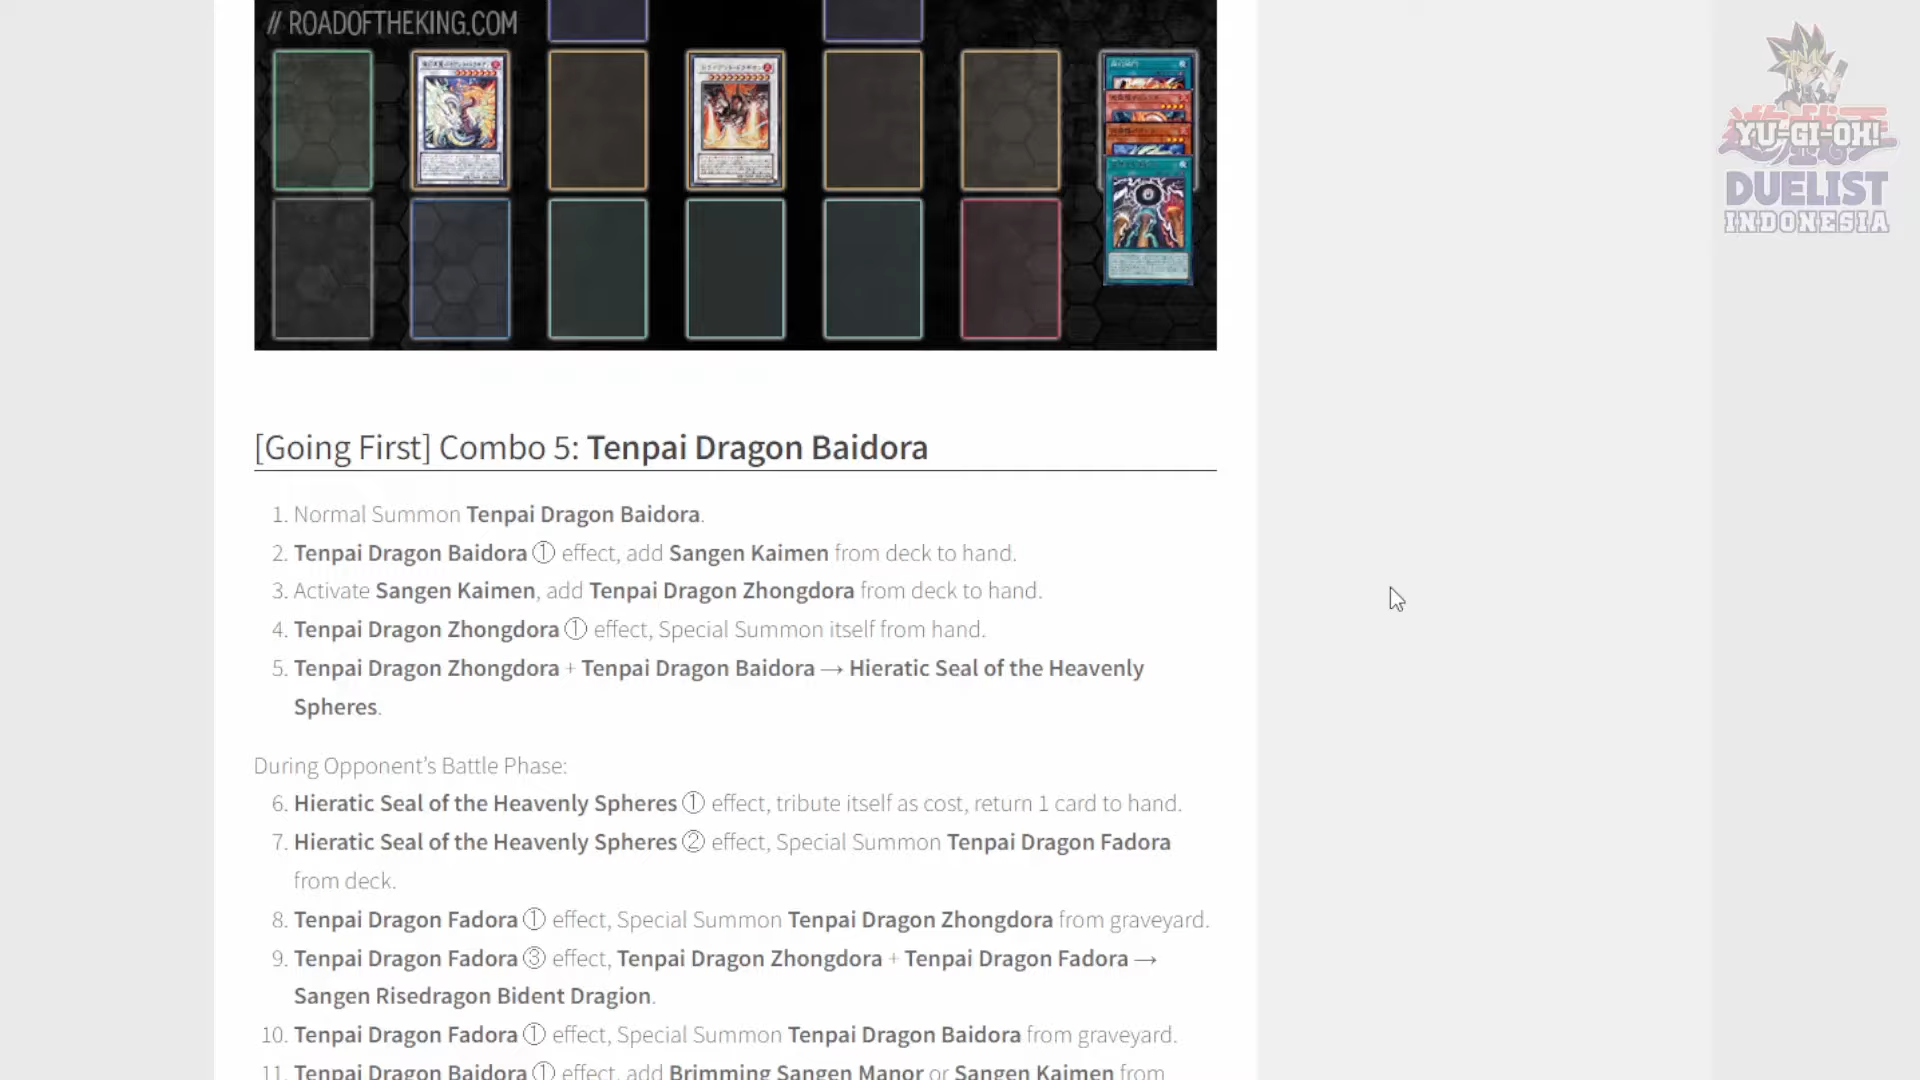 // ROADOFTHEKING.COM
YU-GI-OH!
DUELIST
INDONESIA
[Going First] Combo 5: Tenpai Dragon Baidora
1. Normal Summon Tenpai Dragon Baidora.
2. Tenpai Dragon Baidora ① effect, add Sangen Kaimen from deck to hand.
3. Activate Sangen Kaimen, add Tenpai Dragon Zhongdora from deck to hand.
4. Tenpai Dragon Zhongdora ① effect, Special Summon itself from hand.
5. Tenpai Dragon Zhongdora + Tenpai Dragon Baidora → Hieratic Seal of the Heavenly
Spheres.
During Opponent’s Battle Phase:
6. Hieratic Seal of the Heavenly Spheres ① effect, tribute itself as cost, return 1 card to hand.
7. Hieratic Seal of the Heavenly Spheres ② effect, Special Summon Tenpai Dragon Fadora
from deck.
8. Tenpai Dragon Fadora ① effect, Special Summon Tenpai Dragon Zhongdora from graveyard.
9. Tenpai Dragon Fadora ③ effect, Tenpai Dragon Zhongdora + Tenpai Dragon Fadora →
Sangen Risedragon Bident Dragion.
10. Tenpai Dragon Fadora ① effect, Special Summon Tenpai Dragon Baidora from graveyard.
11. Tenpai Dragon Baidora ① effect, add Brimming Sangen Manor or Sangen Kaimen from